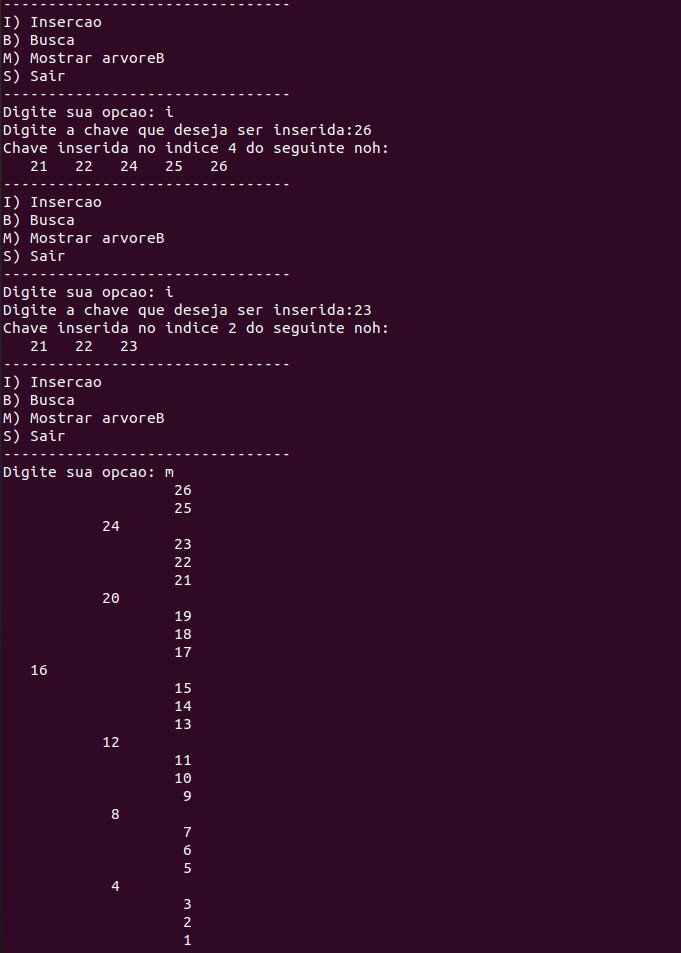 --------------------------------
I) Insercao
B) Busca
M) Mostrar arvoreB
S) Sair
--------------------------------
Digite sua opcao: i
Digite a chave que deseja ser inserida:26
Chave inserida no indice 4 do seguinte noh:
   21   22   24   25   26
--------------------------------
I) Insercao
B) Busca
M) Mostrar arvoreB
S) Sair
--------------------------------
Digite sua opcao: i
Digite a chave que deseja ser inserida:23
Chave inserida no indice 2 do seguinte noh:
   21   22   23
--------------------------------
I) Insercao
B) Busca
M) Mostrar arvoreB
S) Sair
--------------------------------
Digite sua opcao: m
                   26
                   25
           24
                   23
                   22
                   21
           20
                   19
                   18
                   17
   16
                   15
                   14
                   13
           12
                   11
                   10
                    9
            8
                    7
                    6
                    5
            4
                    3
                    2
                    1